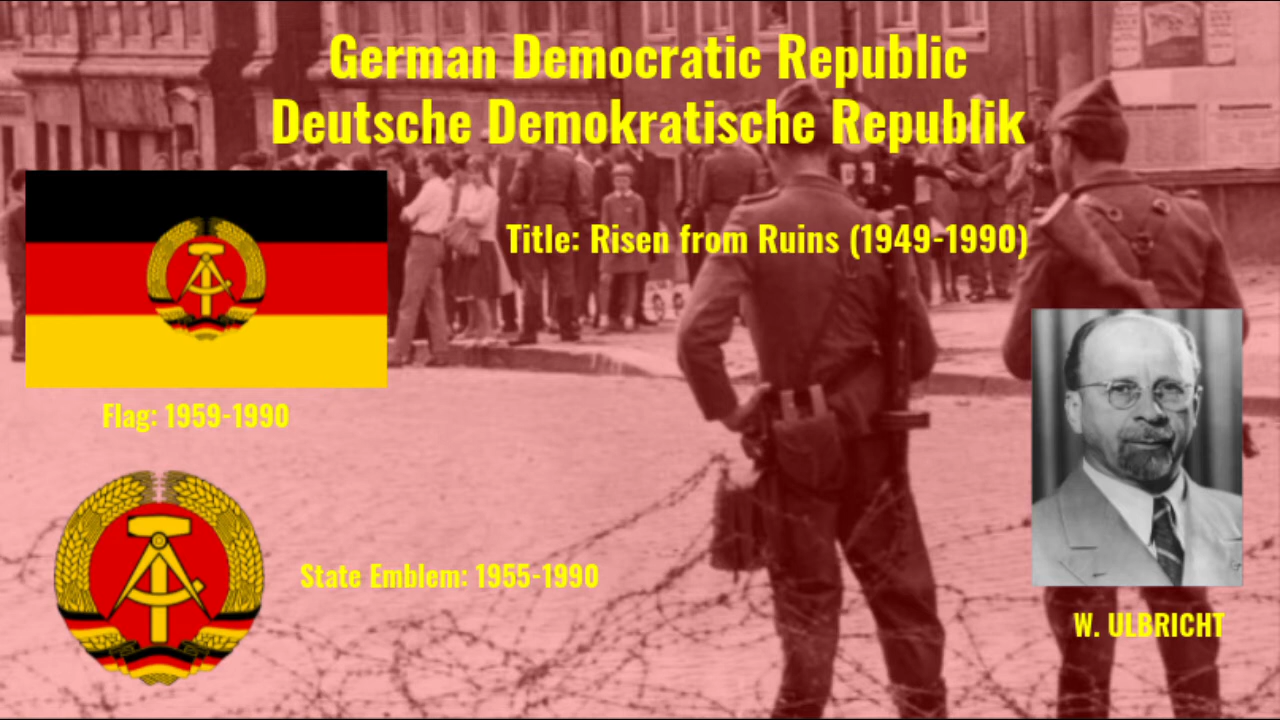 German Democratic Republic
Deutsche Demokratische Republik
Title: Risen from Ruins (1949-1990)
Flag: 1959-1990
State Emblem: 1955-1990
W. ULBRICHT